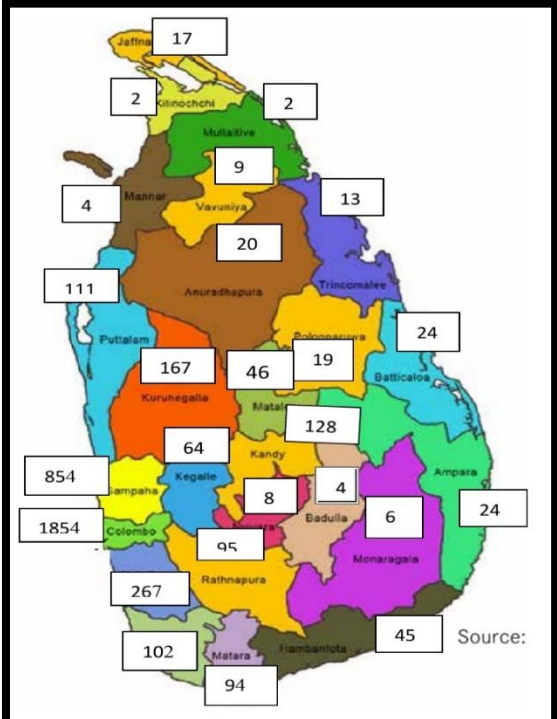 Jaffna
17
2
Kilinochchi
2
Mullaitive
9
Mannar
4
Vavuniya
13
20
Trincomalee
111
Anuradhapura
Polonnaruwa
24
Puttalam
167
46
19
Batticaloa
Kurunegalla
Matale
128
64
Kandy
854
Gampaha
Kegalle
8
4
Ampara
24
1854
Colombo
Badulla
6
95
Monaragala
267
Rathnapura
45
Source:
102
Matara
Hambantota
94